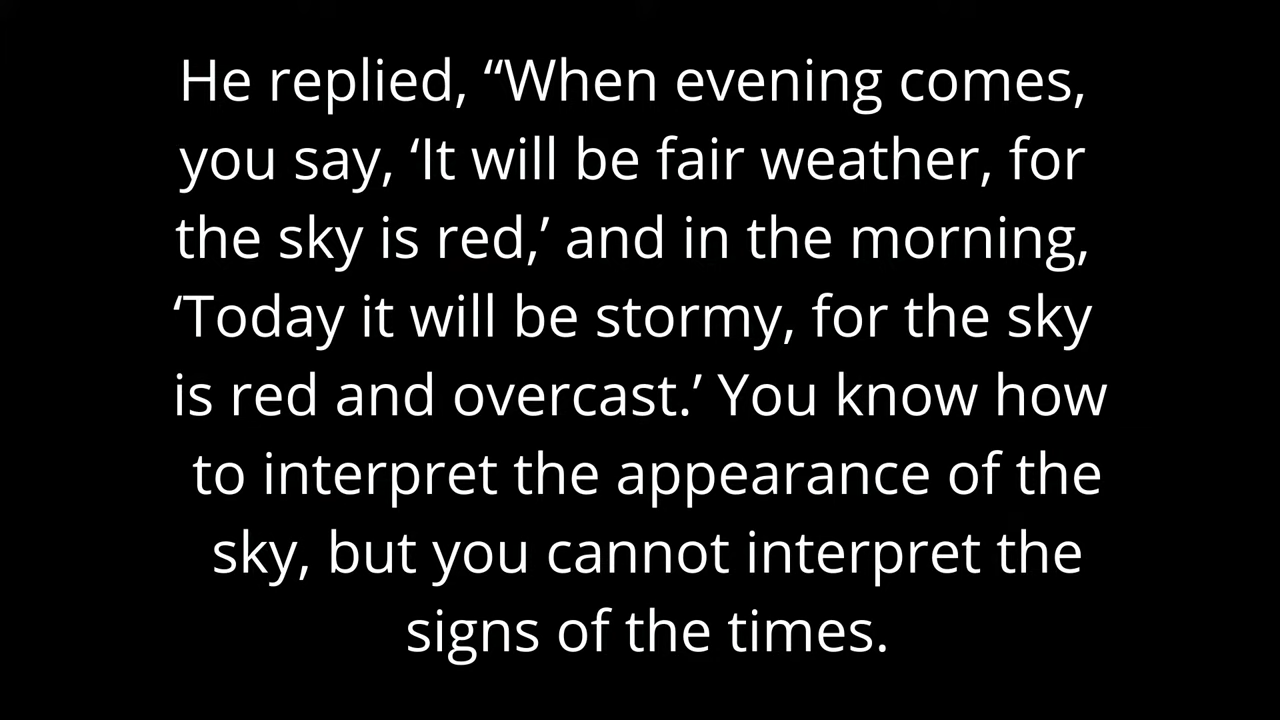 He replied, “When evening comes,
you say, ‘It will be fair weather, for
the sky is red,’ and in the morning,
‘Today it will be stormy, for the sky
is red and overcast.’ You know how
to interpret the appearance of the
sky, but you cannot interpret the
signs of the times.